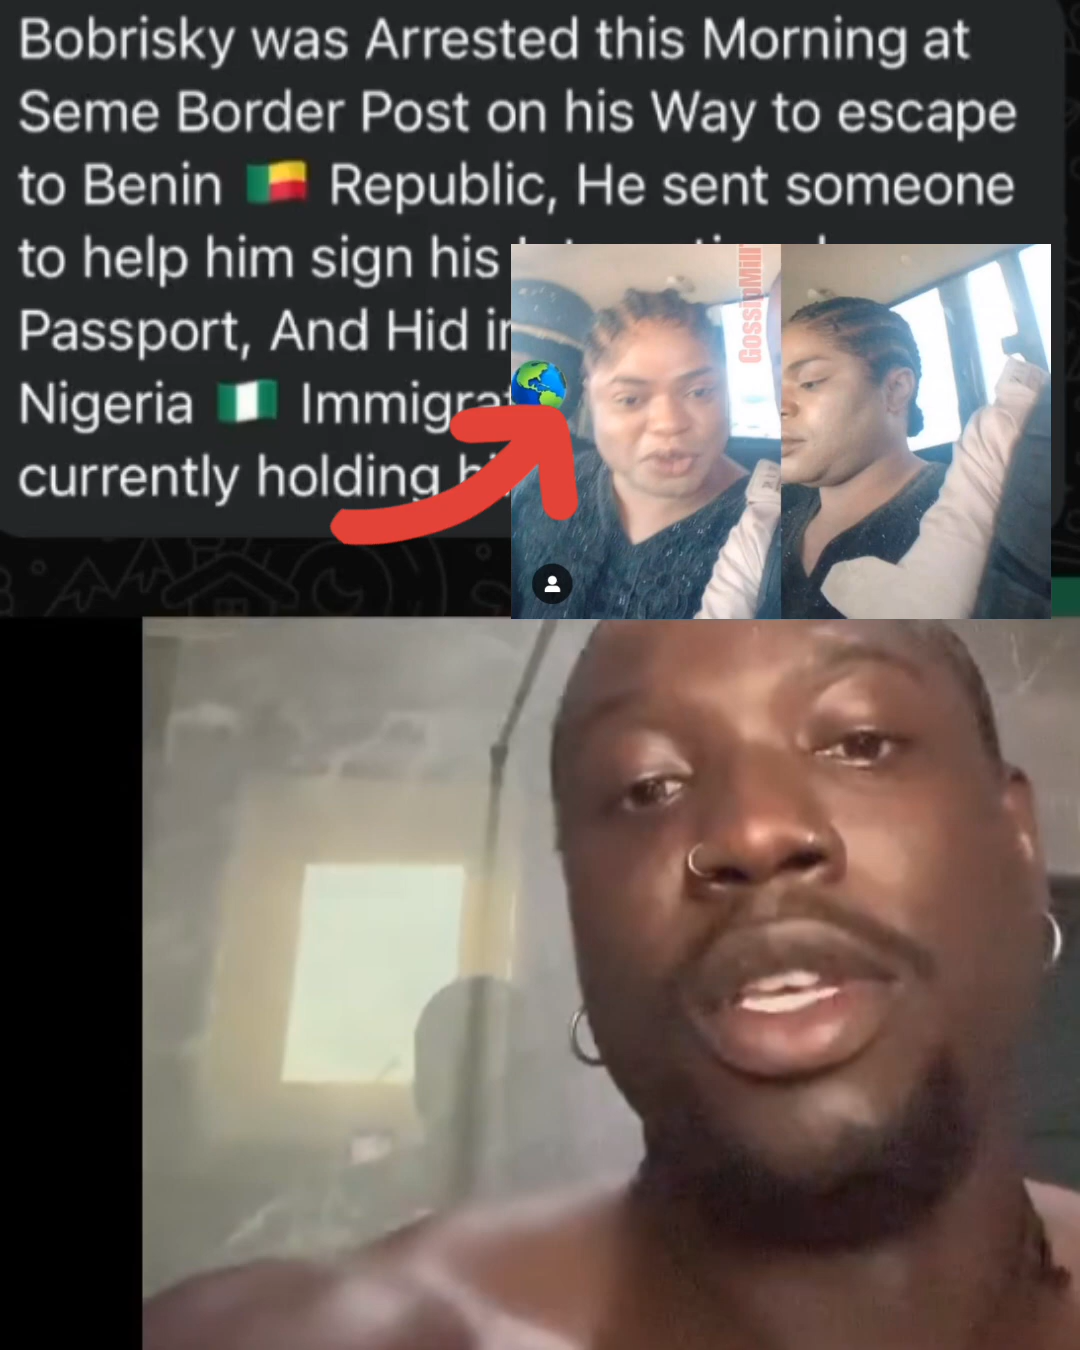 Bobrisky was Arrested this Morning at
Seme Border Post on his Way to escape
to Benin 🇧🇯 Republic, He sent someone
to help him sign his
Passport, And Hid
Nigeria 🇳🇬
currently holding
GossipMill